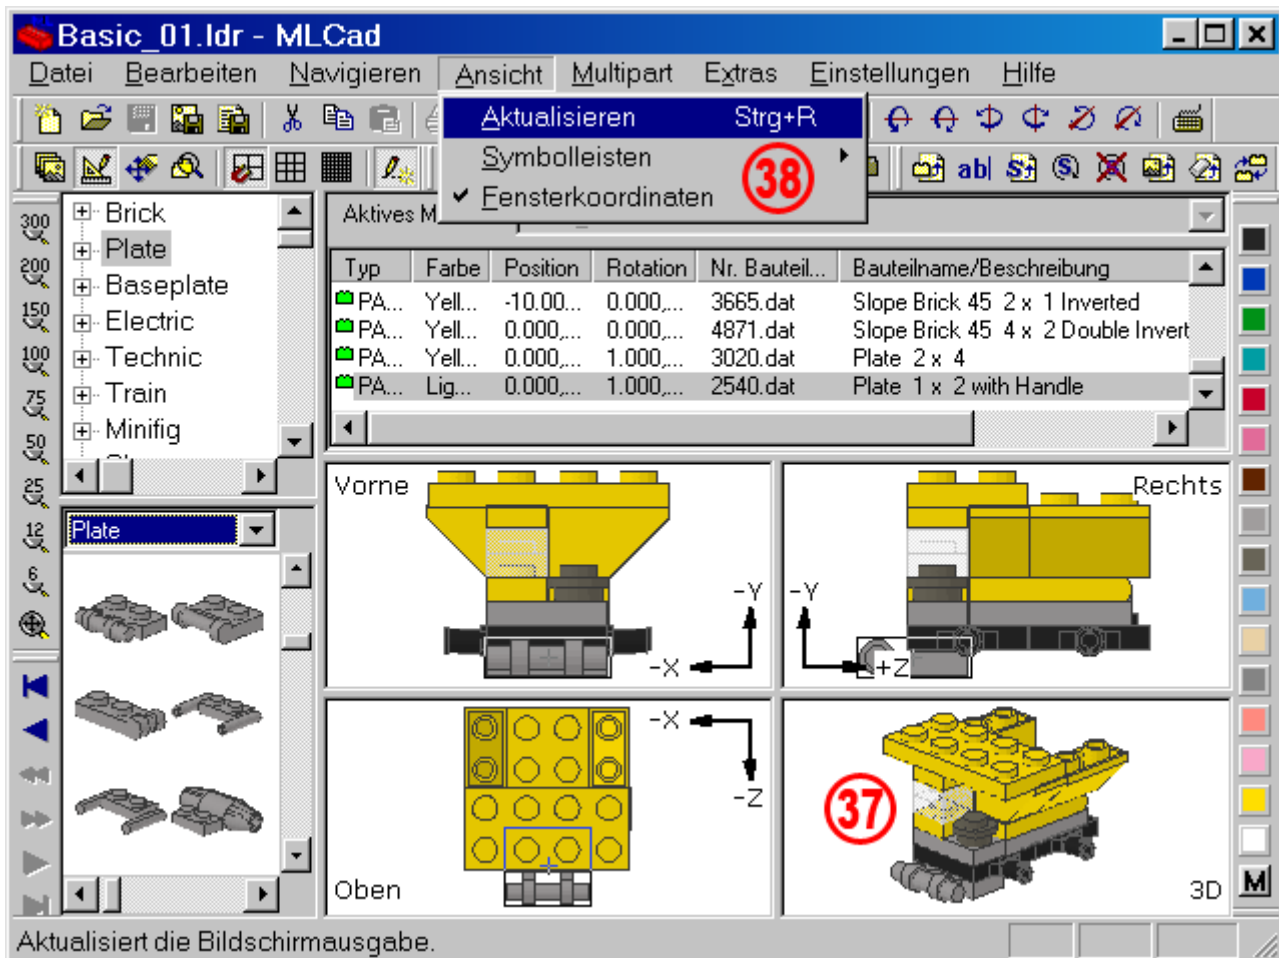 Basic_01.ldr - MLCad
Datei Bearbeiten Navigieren Ansicht Multipart Extras Einstellungen Hilfe
Aktualisieren Strg+R
Symbolleisten
Fensterkoordinaten
38
ab|
300
200
150
100
75
50
25
12
6
Brick
Plate
Baseplate
Electric
Technic
Train
Minifig
Plate
Aktives M
Typ Farbe Position Rotation Nr. Bauteil... Bauteilname/Beschreibung
PA... Yell... -10.00... 0.000,... 3665.dat Slope Brick 45 2 x 1 Inverted
PA... Yell... 0.000,... 0.000,... 4871.dat Slope Brick 45 4 x 2 Double Invert
PA... Yell... 0.000,... 1.000,... 3020.dat Plate 2 x 4
PA... Lig... 0.000,... 1.000,... 2540.dat Plate 1 x 2 with Handle
Vorne
-Y
-X
Rechts
-Y
+Z
Oben
-X
-Z
37
3D
M
Aktualisiert die Bildschirmausgabe.